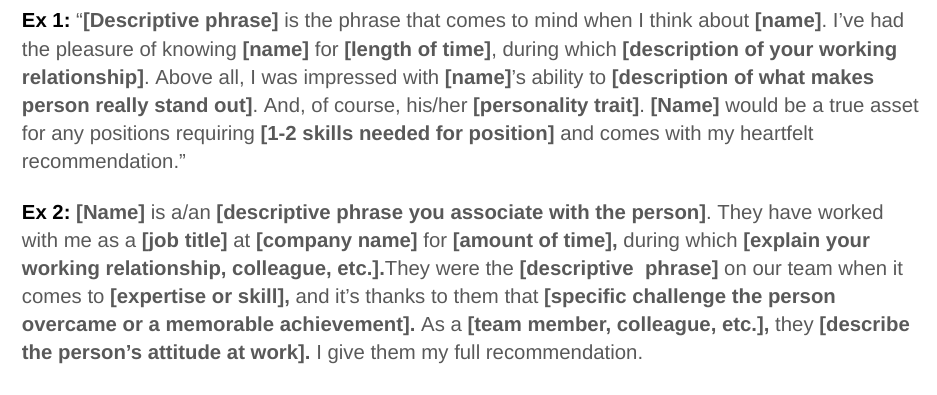 Ex 1: “[Descriptive phrase] is the phrase that comes to mind when I think about [name]. I’ve had
the pleasure of knowing [name] for [length of time], during which [description of your working
relationship]. Above all, I was impressed with [name]’s ability to [description of what makes
person really stand out]. And, of course, his/her [personality trait]. [Name] would be a true asset
for any positions requiring [1-2 skills needed for position] and comes with my heartfelt
recommendation.”
Ex 2: [Name] is a/an [descriptive phrase you associate with the person]. They have worked
with me as a [job title] at [company name] for [amount of time], during which [explain your
working relationship, colleague, etc.].They were the [descriptive  phrase] on our team when it
comes to [expertise or skill], and it’s thanks to them that [specific challenge the person
overcame or a memorable achievement]. As a [team member, colleague, etc.], they [describe
the person’s attitude at work]. I give them my full recommendation.